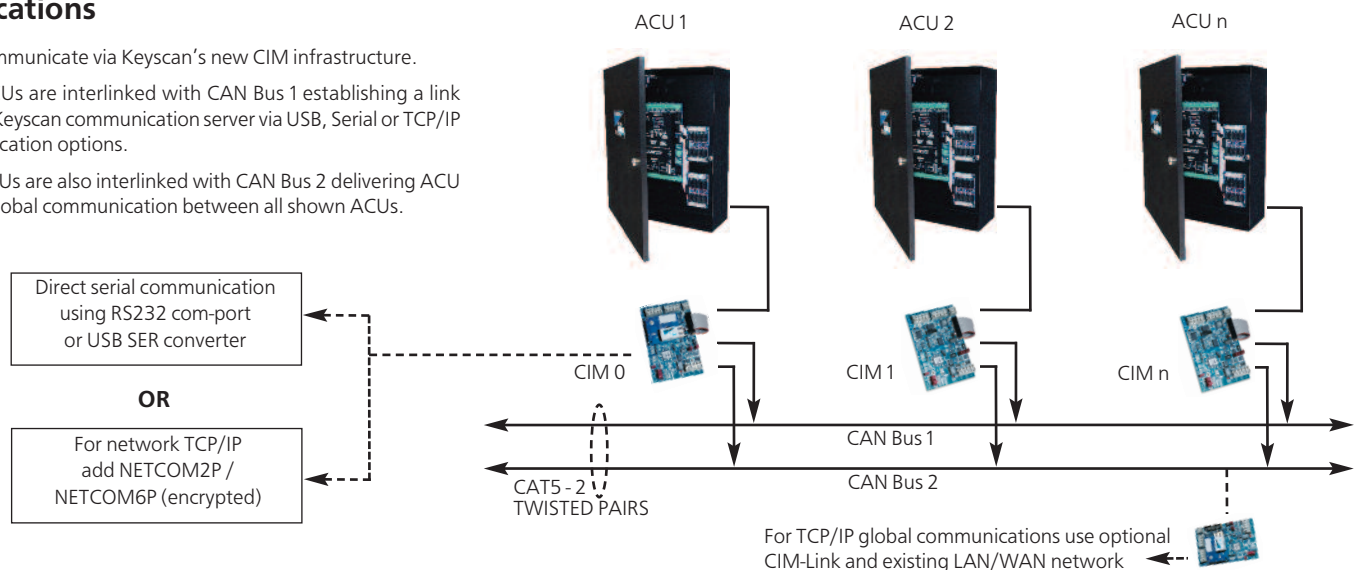 cations
mmunicate via Keyscan's new CIM infrastructure.
Us are interlinked with CAN Bus 1 establishing a link
Keyscan communication server via USB, Serial or TCP/IP
ication options.
Us are also interlinked with CAN Bus 2 delivering ACU
lobal communication between all shown ACUs.
ACU 1
ACU 2
ACU n
Direct serial communication
using RS232 com-port
or USB SER converter
OR
For network TCP/IP
add NETCOM2P /
NETCOM6P (encrypted)
CIM 0
CIM 1
CIM n
CAN Bus 1
CAN Bus 2
CAT5 - 2
TWISTED PAIRS
For TCP/IP global communications use optional
CIM-Link and existing LAN/WAN network